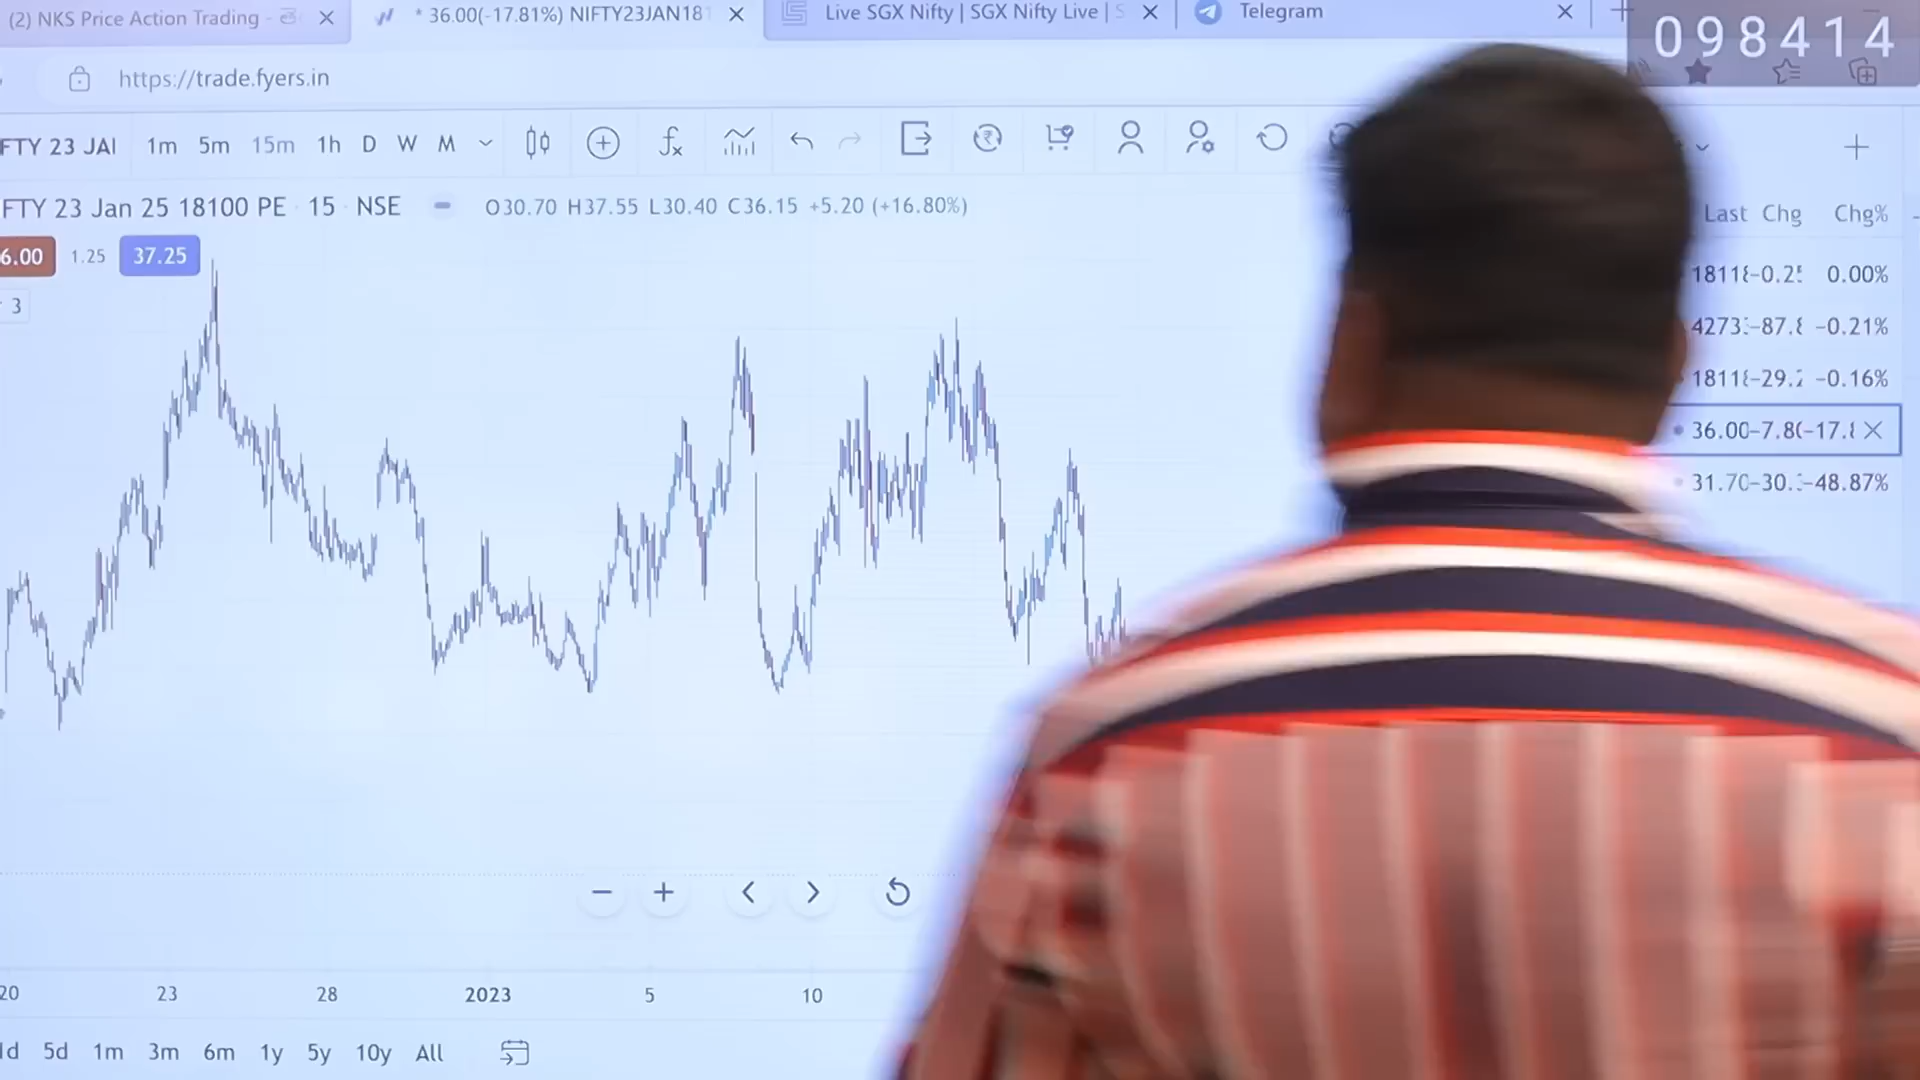 (2) NKS Price Action Trading -
* 36.00(-17.81%) NIFTY23JAN181
Live SGX Nifty | SGX Nifty Live | S
Telegram
098414
https://trade.fyers.in
FTY 23 JAI 1m 5m 15m 1h D W M
FTY 23 Jan 25 18100 PE · 15 · NSE O30.70 H37.55 L30.40 C36.15 +5.20 (+16.80%)
Last Chg Chg%
6.00 1.25 37.25
3
1811 -0.2 0.00%
4273 -87. -0.21%
1811 -29. -0.16%
36.00 -7.8 -17.
31.70 -30. -48.87%
20 23 28 2023 5 10
1d 5d 1m 3m 6m 1y 5y 10y All